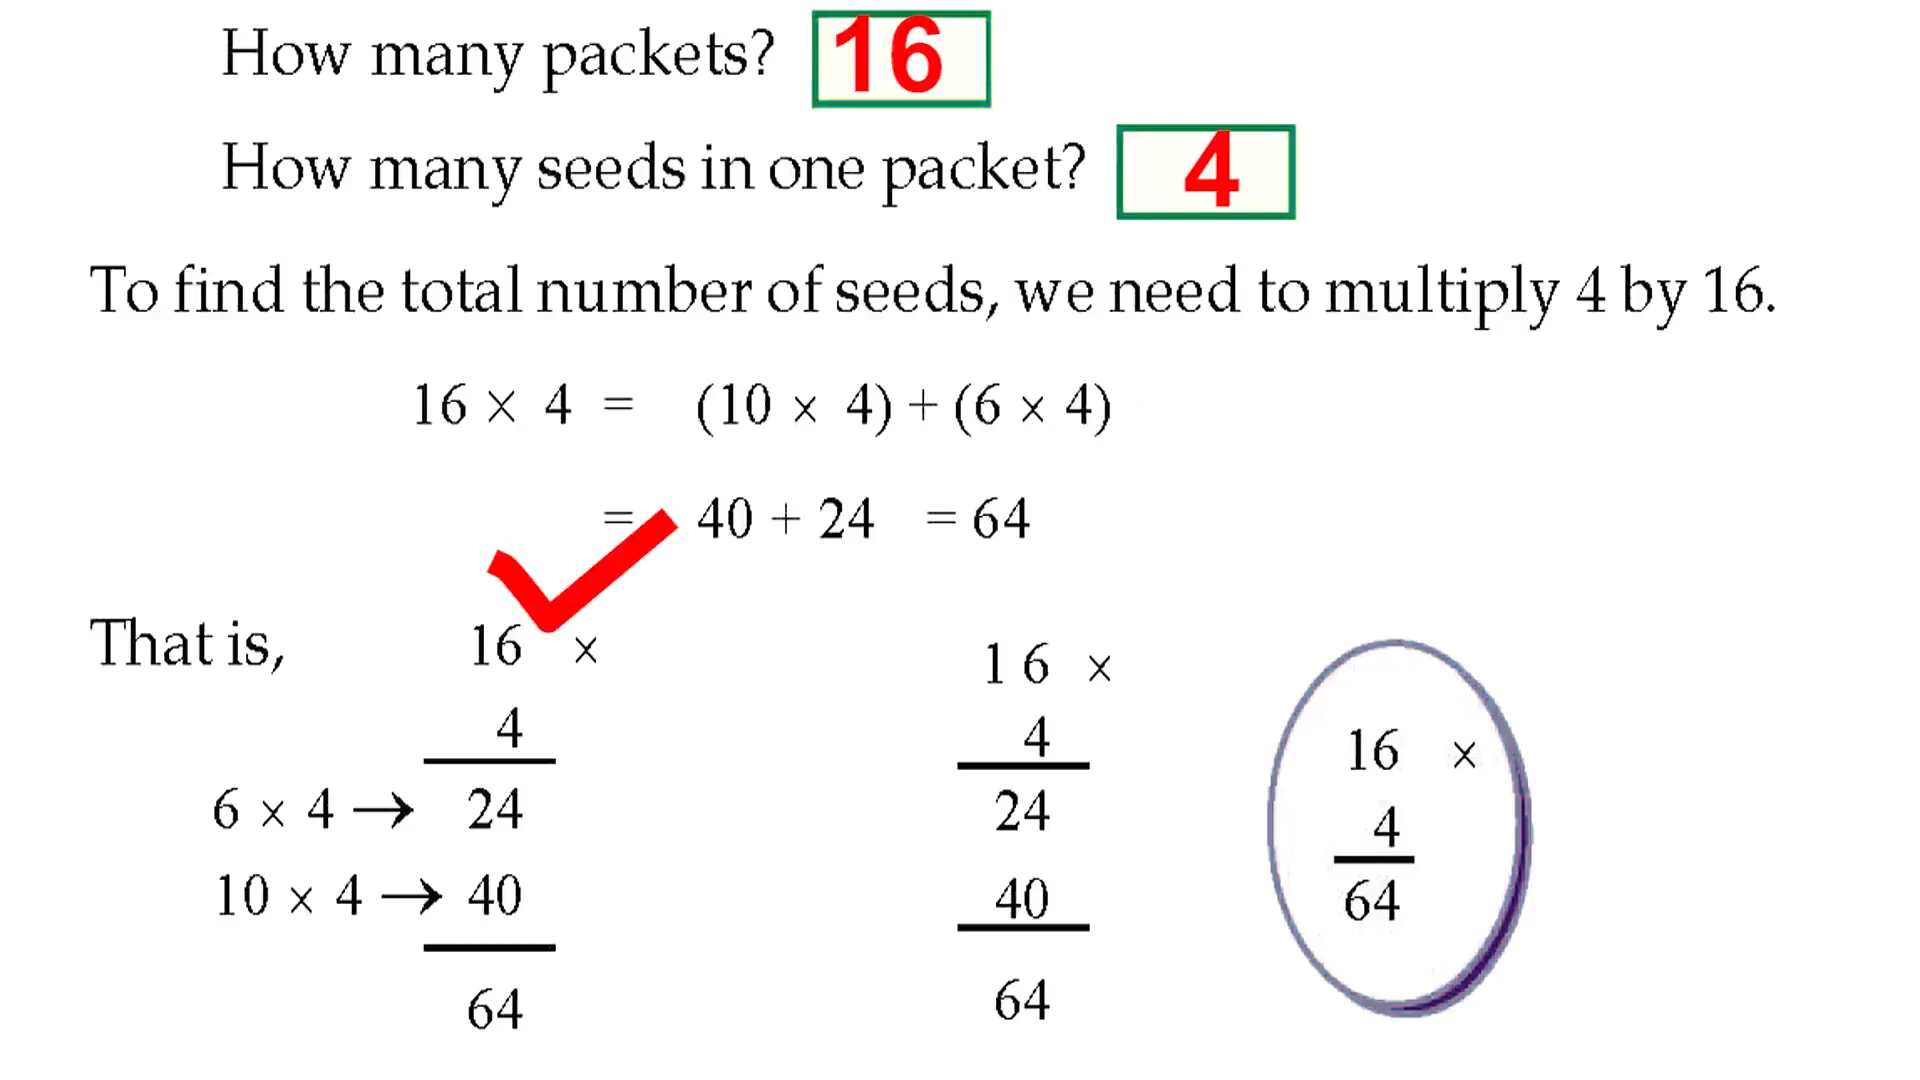 How many packets? 16
How many seeds in one packet? 4
To find the total number of seeds, we need to multiply 4 by 16.
16 × 4 = (10 × 4) + (6 × 4)
= 40 + 24 = 64
That is,
16 ×
4
6 × 4 → 24
10 × 4 → 40
64
1 6 ×
4
24
40
64
16 ×
4
64